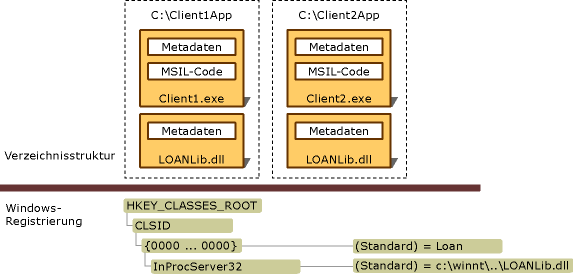 C:\Client1App C:\Client2App
Metadaten Metadaten
MSIL-Code MSIL-Code
Client1.exe Client2.exe
Metadaten Metadaten
Verzeichnisstruktur LOANLib.dll LOANLib.dll
Windows-
Registrierung
HKEY_CLASSES_ROOT
CLSID
{0000 ... 0000} (Standard) = Loan
InProcServer32 (Standard) = c:\winnt\..\LOANLib.dll